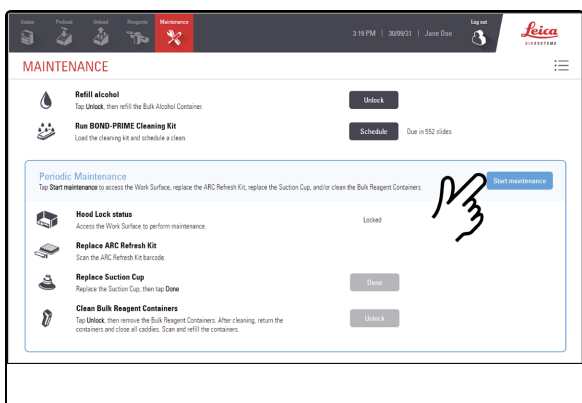 Status Preload Unload Reagents Maintenance
3:19 PM | 30/09/21 | Jane Doe
Log out
Leica
BIOSYSTEMS
MAINTENANCE
Refill alcohol
Tap Unlock, then refill the Bulk Alcohol Container.
Unlock
Run BOND-PRIME Cleaning Kit
Load the cleaning kit and schedule a clean.
Schedule Due in 552 slides
Periodic Maintenance
Tap Start maintenance to access the Work Surface, replace the ARC Refresh Kit, replace the Suction Cup, and/or clean the Bulk Reagent Containers.
Start maintenance
Hood Lock status
Access the Work Surface to perform maintenance.
Locked
Replace ARC Refresh Kit
Scan the ARC Refresh Kit barcode.
Replace Suction Cup
Replace the Suction Cup, then tap Done
Done
Clean Bulk Reagent Containers
Tap Unlock, then remove the Bulk Reagent Containers. After cleaning, return the
containers and close all caddies. Scan and refill the containers.
Unlock